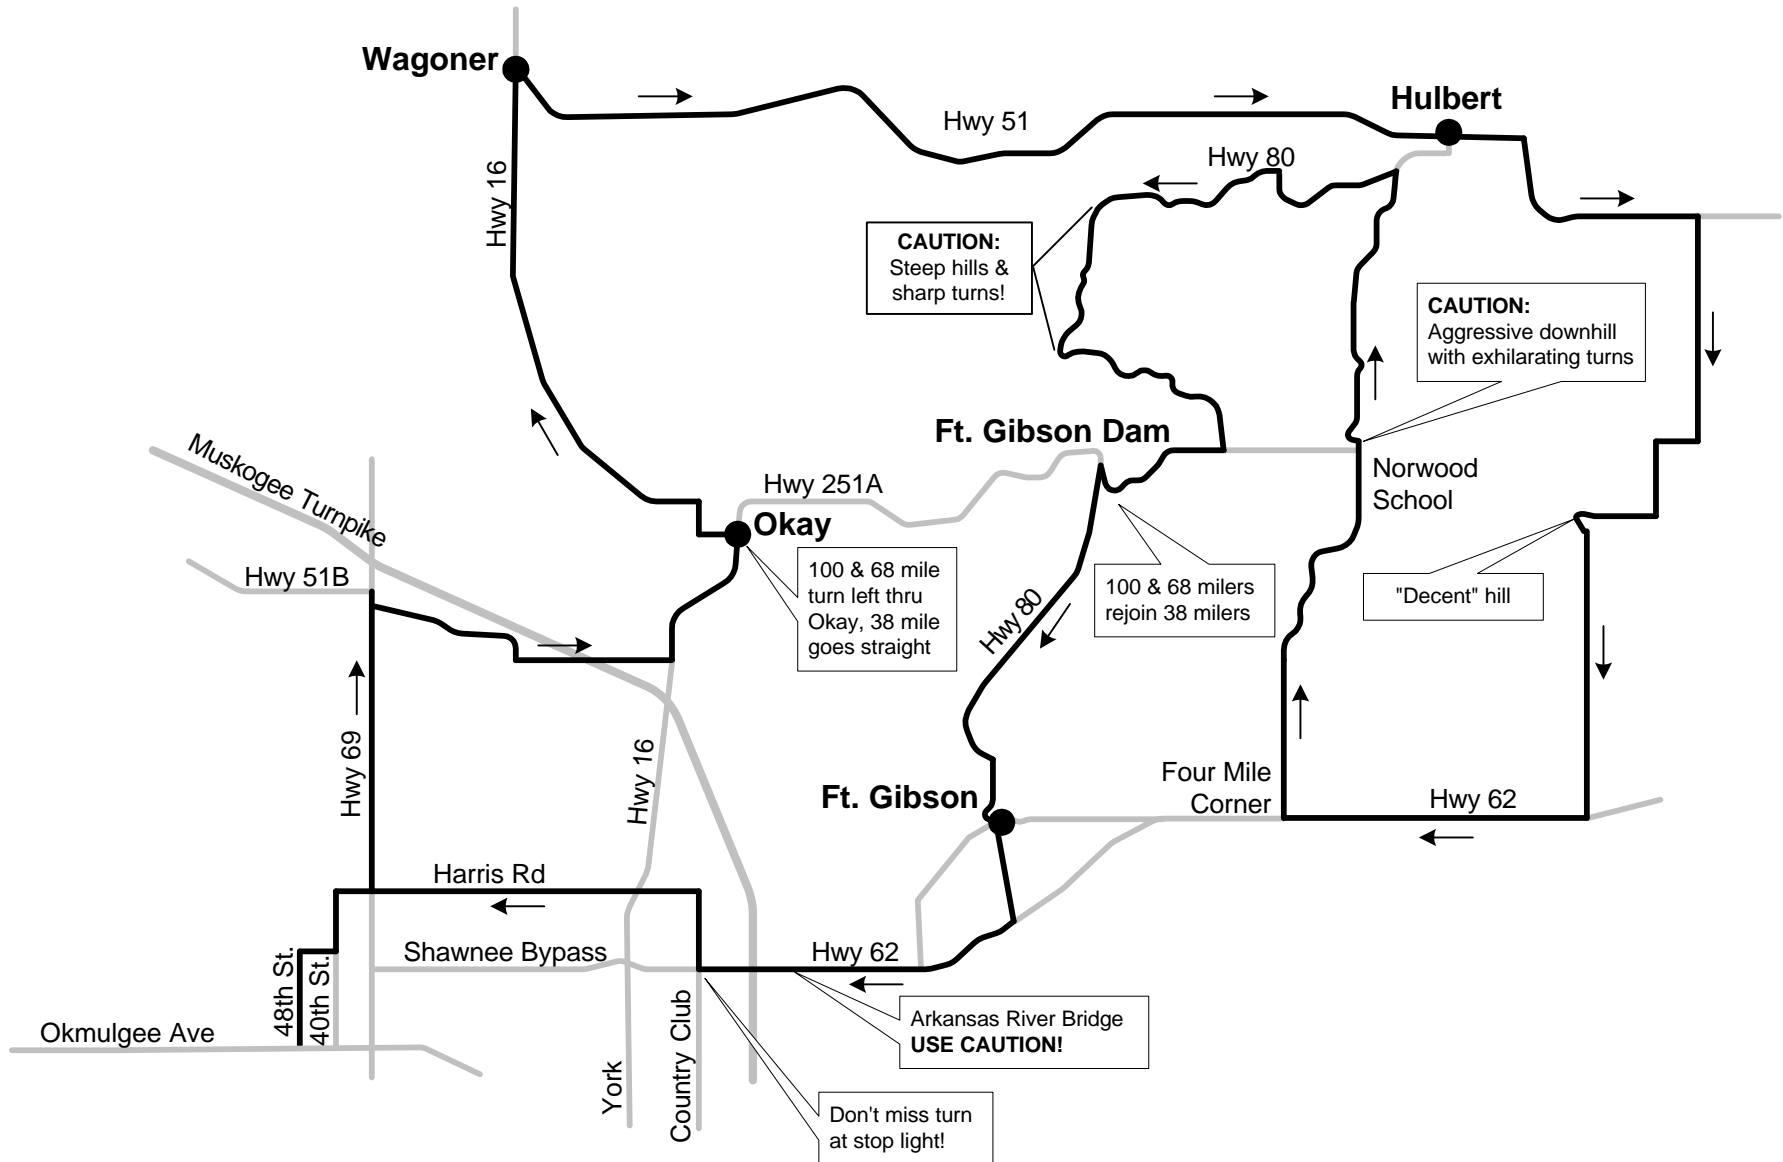 Wagoner
Hulbert
Hwy 51
Hwy 80
Hwy 16
CAUTION:
Steep hills &
sharp turns!
CAUTION:
Aggressive downhill
with exhilarating turns
Ft. Gibson Dam
Muskogee Turnpike
Norwood
School
Hwy 251A
Okay
100 & 68 mile
turn left thru
Okay, 38 mile
goes straight
100 & 68 milers
rejoin 38 milers
"Decent" hill
Hwy 51B
Hwy 80
Hwy 69
Hwy 16
Four Mile
Corner
Hwy 62
Ft. Gibson
Harris Rd
Shawnee Bypass
Hwy 62
48th St.
40th St.
Okmulgee Ave
Arkansas River Bridge
USE CAUTION!
York
Country Club
Don't miss turn
at stop light!